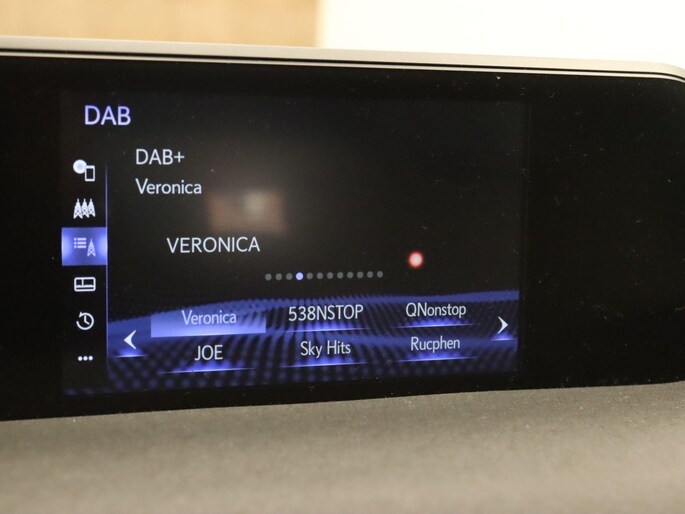 DAB
DAB+
Veronica
VERONICA
Veronica 538NSTOP QNonstop
JOE Sky Hits Rucphen